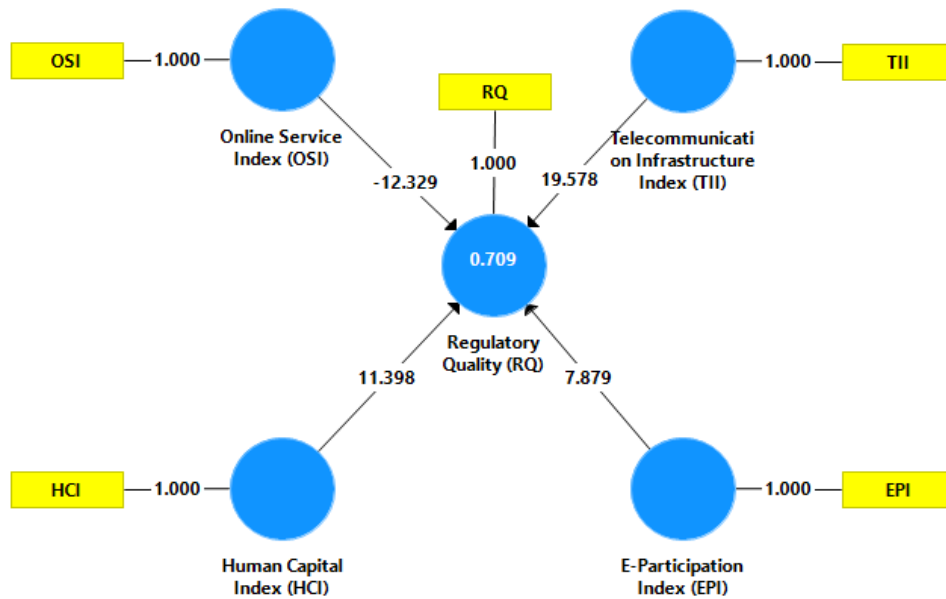 OSI
1.000
1.000
TII
RQ
Online Service
Index (OSI)
Telecommunicati
on Infrastructure
Index (TII)
1.000
-12.329
19.578
0.709
Regulatory
Quality (RQ)
11.398
7.879
HCI
1.000
1.000
EPI
Human Capital
Index (HCI)
E-Participation
Index (EPI)